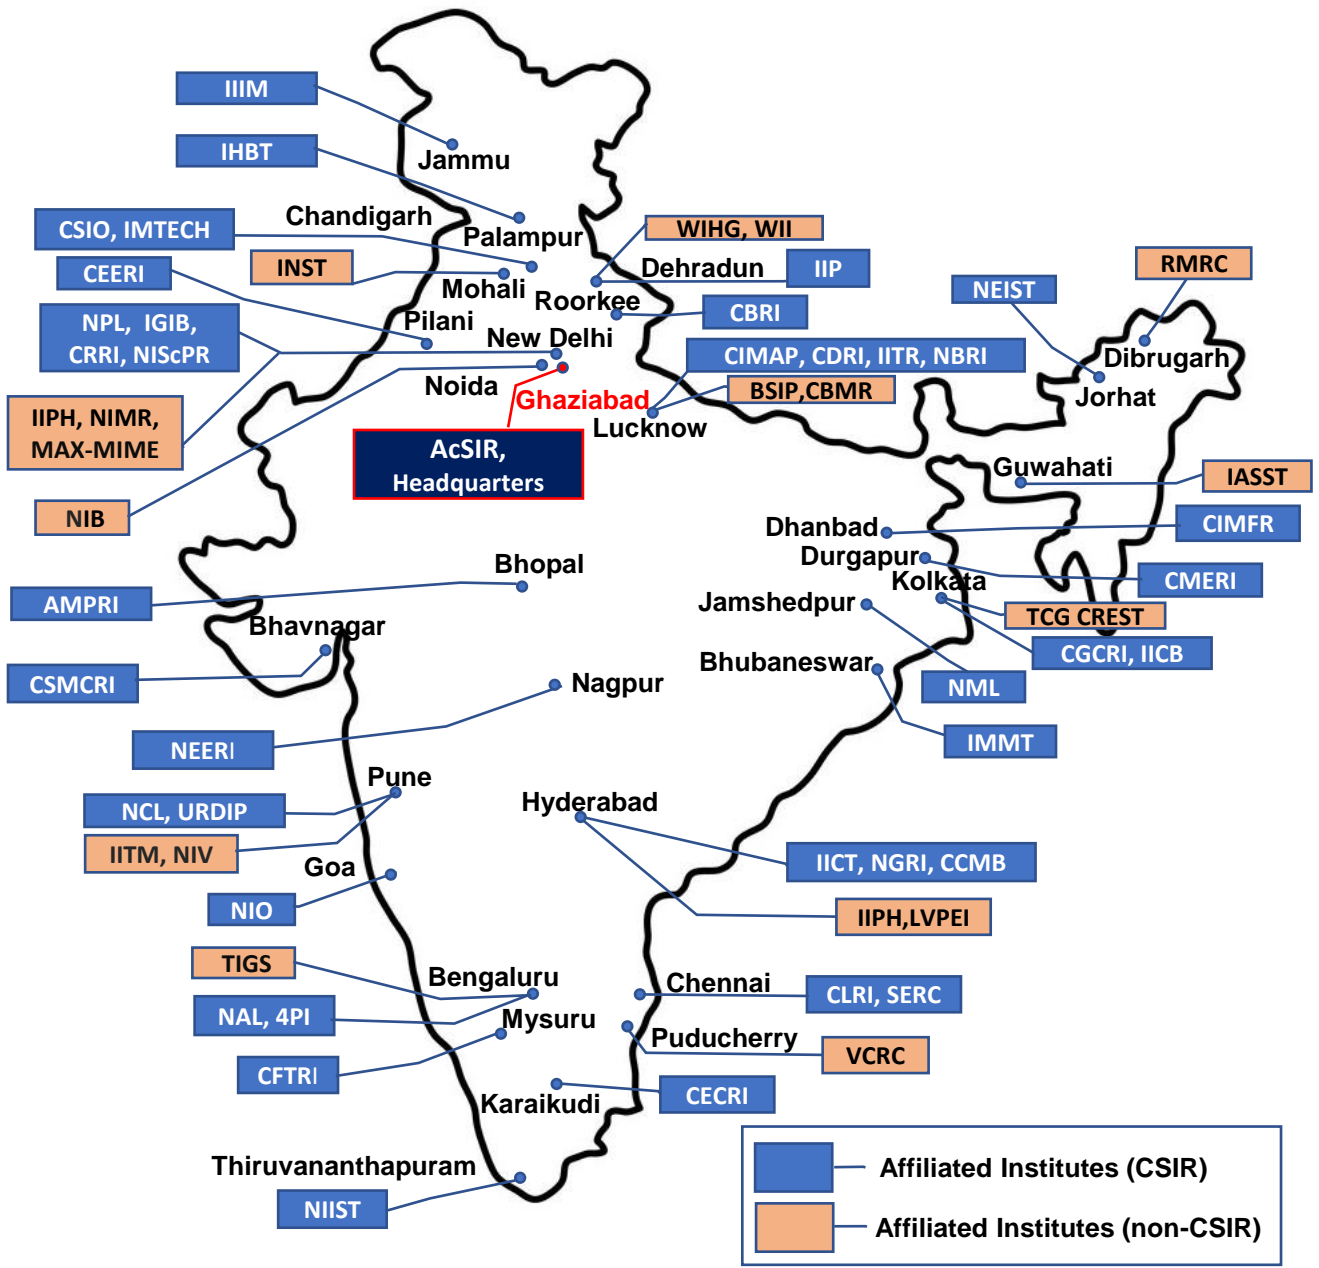 IIIM
Jammu
IHBT
Chandigarh
CSIO, IMTECH
Palampur
WIHG, WII
INST
Mohali
Dehradun
IIP
RMRC
CEERI
Roorkee
NEIST
CBRI
Pilani
NPL, IGIB,
CRRI, NIScPR
New Delhi
CIMAP, CDRI, IITR, NBRI
Dibrugarh
Noida
Ghaziabad
BSIP,CBMR
Jorhat
IIPH, NIMR,
MAX-MIME
Lucknow
AcSIR,
Headquarters
Guwahati
IASST
NIB
Dhanbad
CIMFR
Durgapur
CMERI
Bhopal
Kolkata
AMPRI
Jamshedpur
TCG CREST
Bhavnagar
CGCRI, IICB
Bhubaneswar
CSMCRI
Nagpur
NML
NEERI
IMMT
Pune
NCL, URDIP
Hyderabad
IITM, NIV
Goa
IICT, NGRI, CCMB
NIO
IIPH,LVPEI
TIGS
Bengaluru
Chennai
CLRI, SERC
NAL, 4PI
Mysuru
Puducherry
VCRC
CFTRI
Karaikudi
CECRI
Thiruvananthapuram
NIIST
Affiliated Institutes (CSIR)
Affiliated Institutes (non-CSIR)